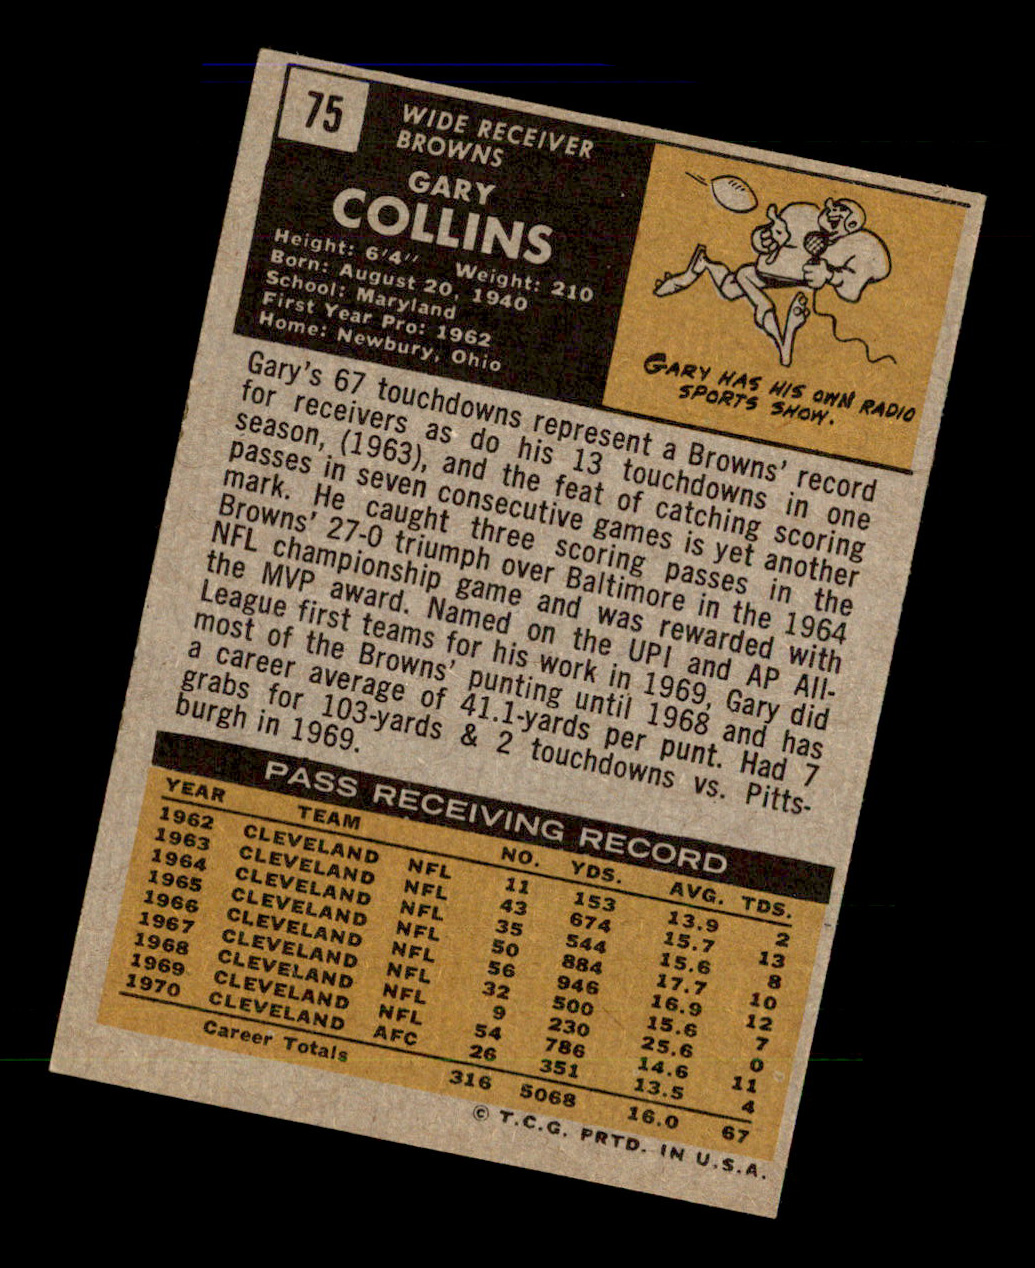 75
WIDE RECEIVER
BROWNS
GARY
COLLINS
Height: 6'4" Weight: 210
Born: August 20, 1940
School: Maryland
First Year Pro: 1962
Home: Newbury, Ohio
GARY HAS HIS OWN RADIO
SPORTS SHOW.
Gary's 67 touchdowns represent a Browns' record
for receivers as do his 13 touchdowns in one
season, (1963), and the feat of catching scoring
passes in seven consecutive games is yet another
mark. He caught three scoring passes in the
Browns' 27-0 triumph over Baltimore in the 1964
NFL championship game and was rewarded with
the MVP award. Named on the UPI and AP All-
League first teams for his work in 1969, Gary did
most of the Browns' punting until 1968 and has
a career average of 41.1-yards per punt. Had 7
grabs for 103-yards & 2 touchdowns vs. Pitts-
burgh in 1969.
PASS RECEIVING RECORD
YEAR TEAM NO. YDS. AVG. TDS.
1962 CLEVELAND NFL 11 153 13.9 2
1963 CLEVELAND NFL 43 674 15.7 13
1964 CLEVELAND NFL 35 544 15.6 8
1965 CLEVELAND NFL 50 884 17.7 10
1966 CLEVELAND NFL 56 946 16.9 12
1967 CLEVELAND NFL 32 500 15.6 7
1968 CLEVELAND NFL 9 230 25.6 0
1969 CLEVELAND NFL 54 786 14.6 11
1970 CLEVELAND AFC 26 351 13.5 4
Career Totals 316 5068 16.0 67
© T.C.G. PRTD. IN U.S.A.